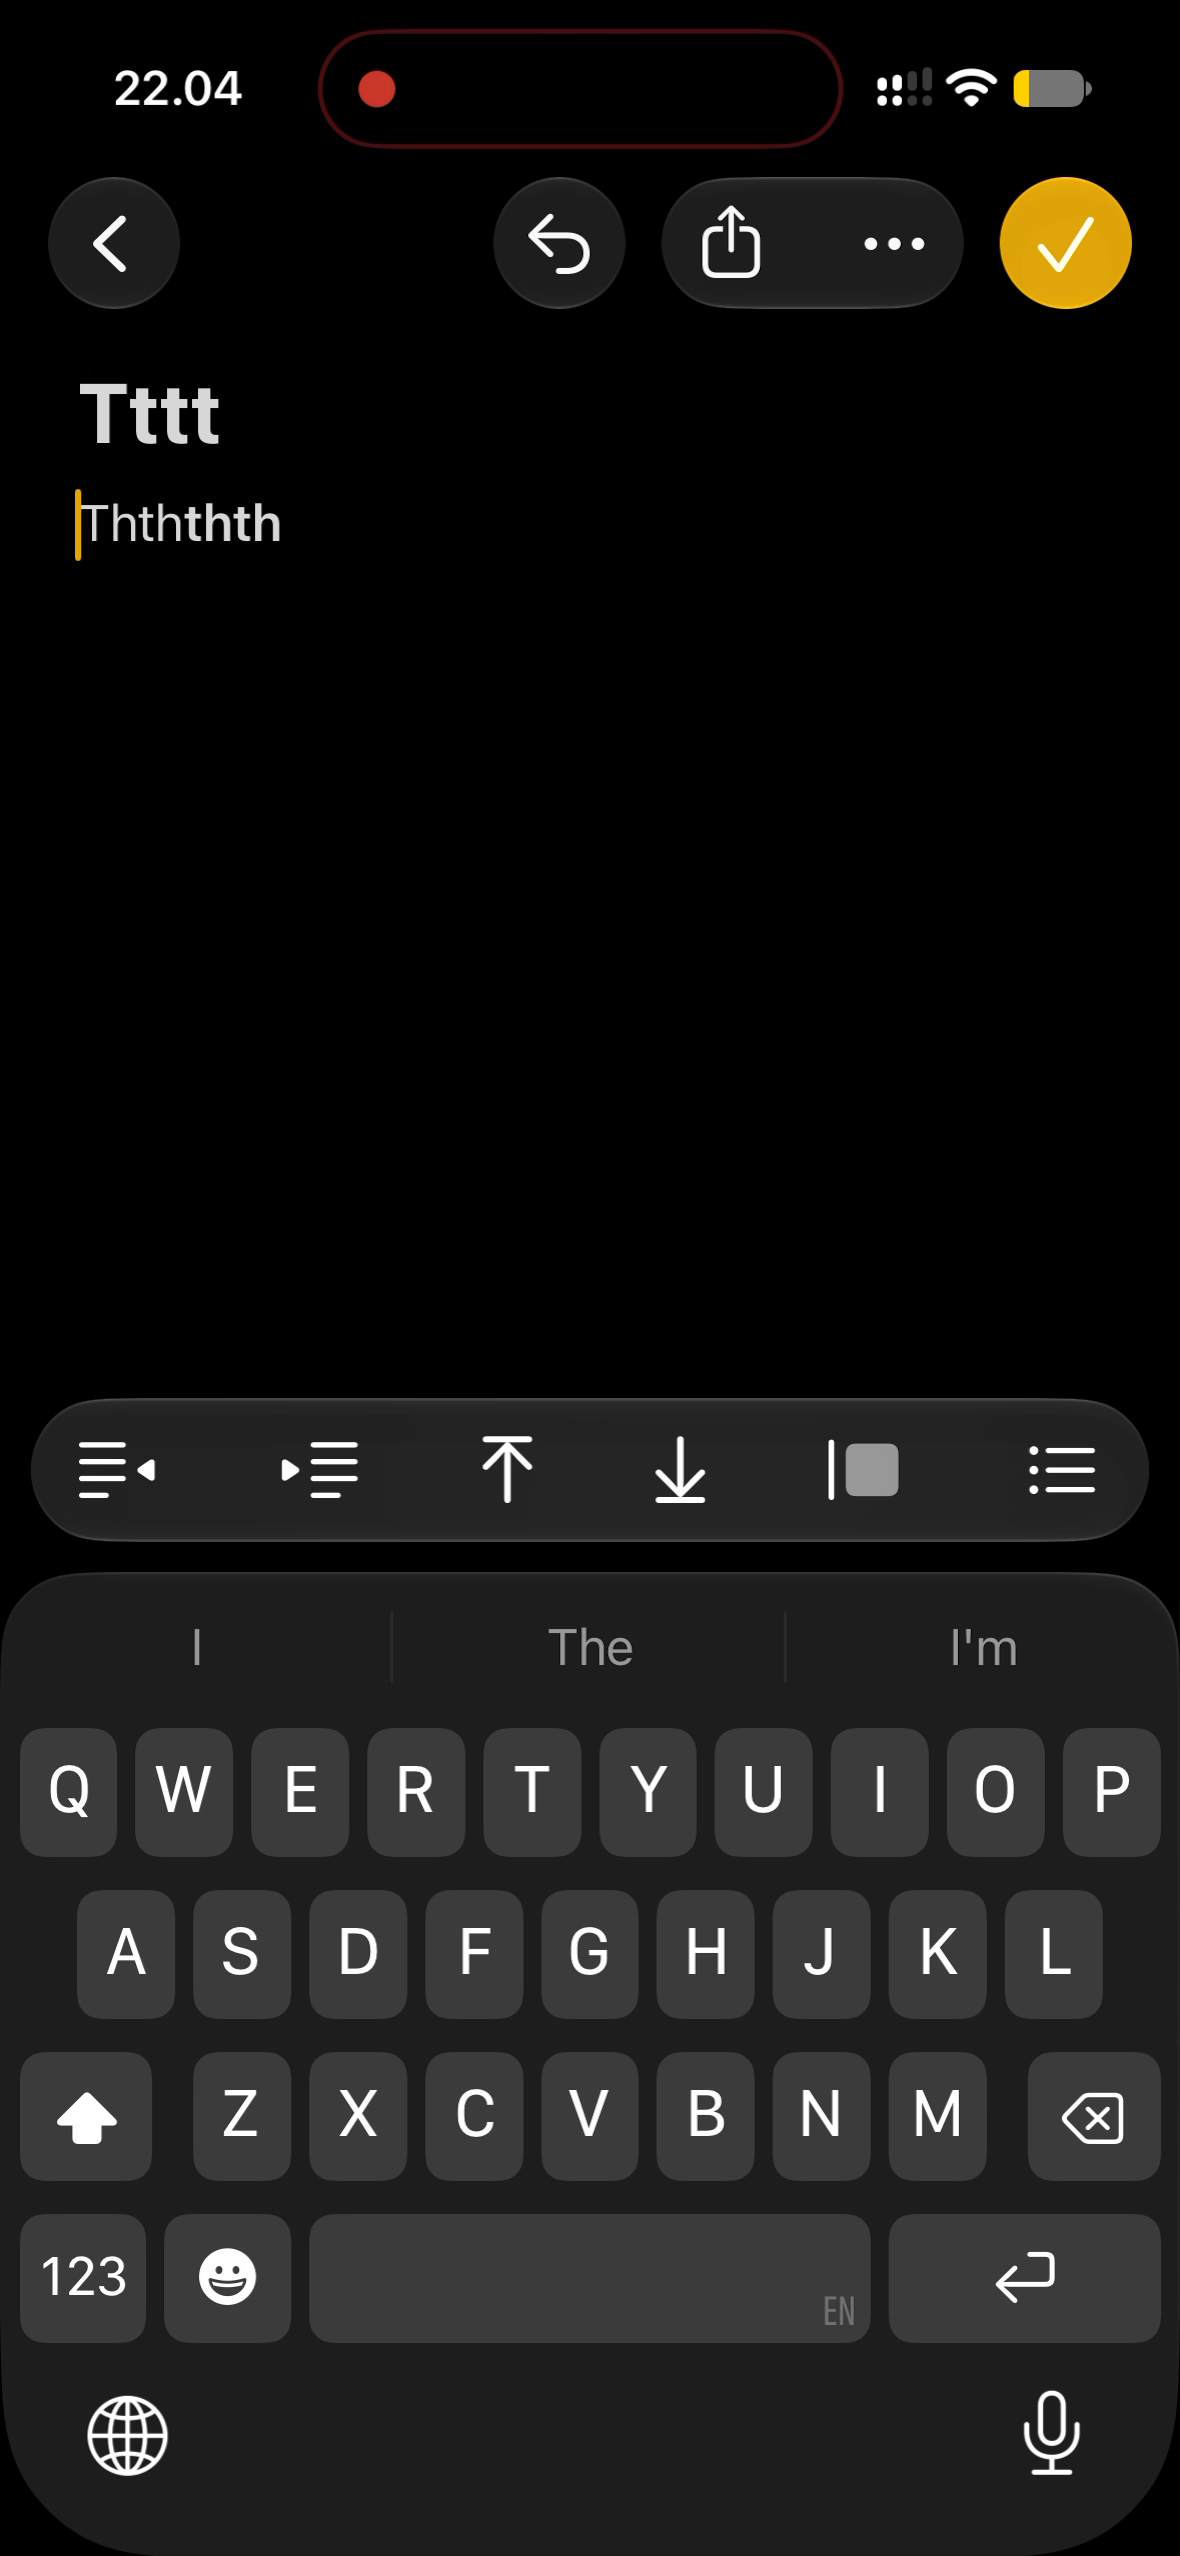 22.04
Tttt
Thththth
I The I'm
Q W E R T Y U I O P
A S D F G H J K L
Z X C V B N M
123
EN